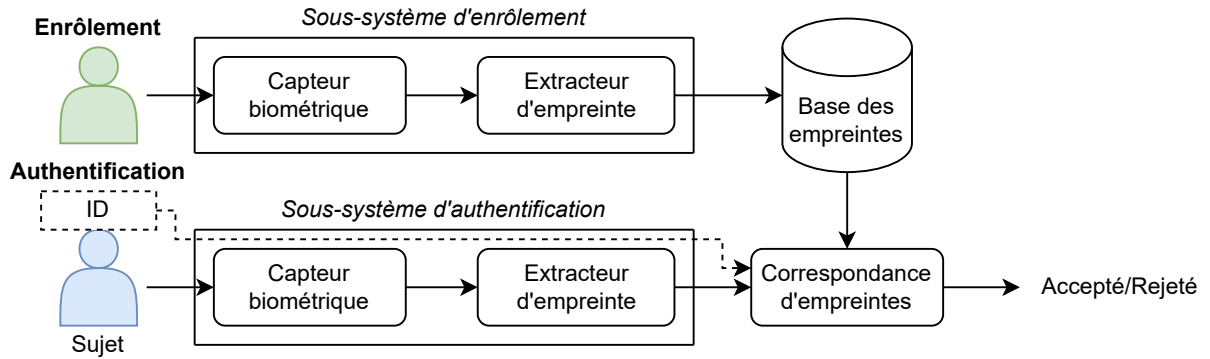 Sous-système d'enrôlement
Enrôlement
Capteur
biométrique
Extracteur
d'empreinte
Base des
empreintes
Authentification
ID
Sous-système d'authentification
Capteur
biométrique
Extracteur
d'empreinte
Correspondance
d'empreintes
Accepté/Rejeté
Sujet